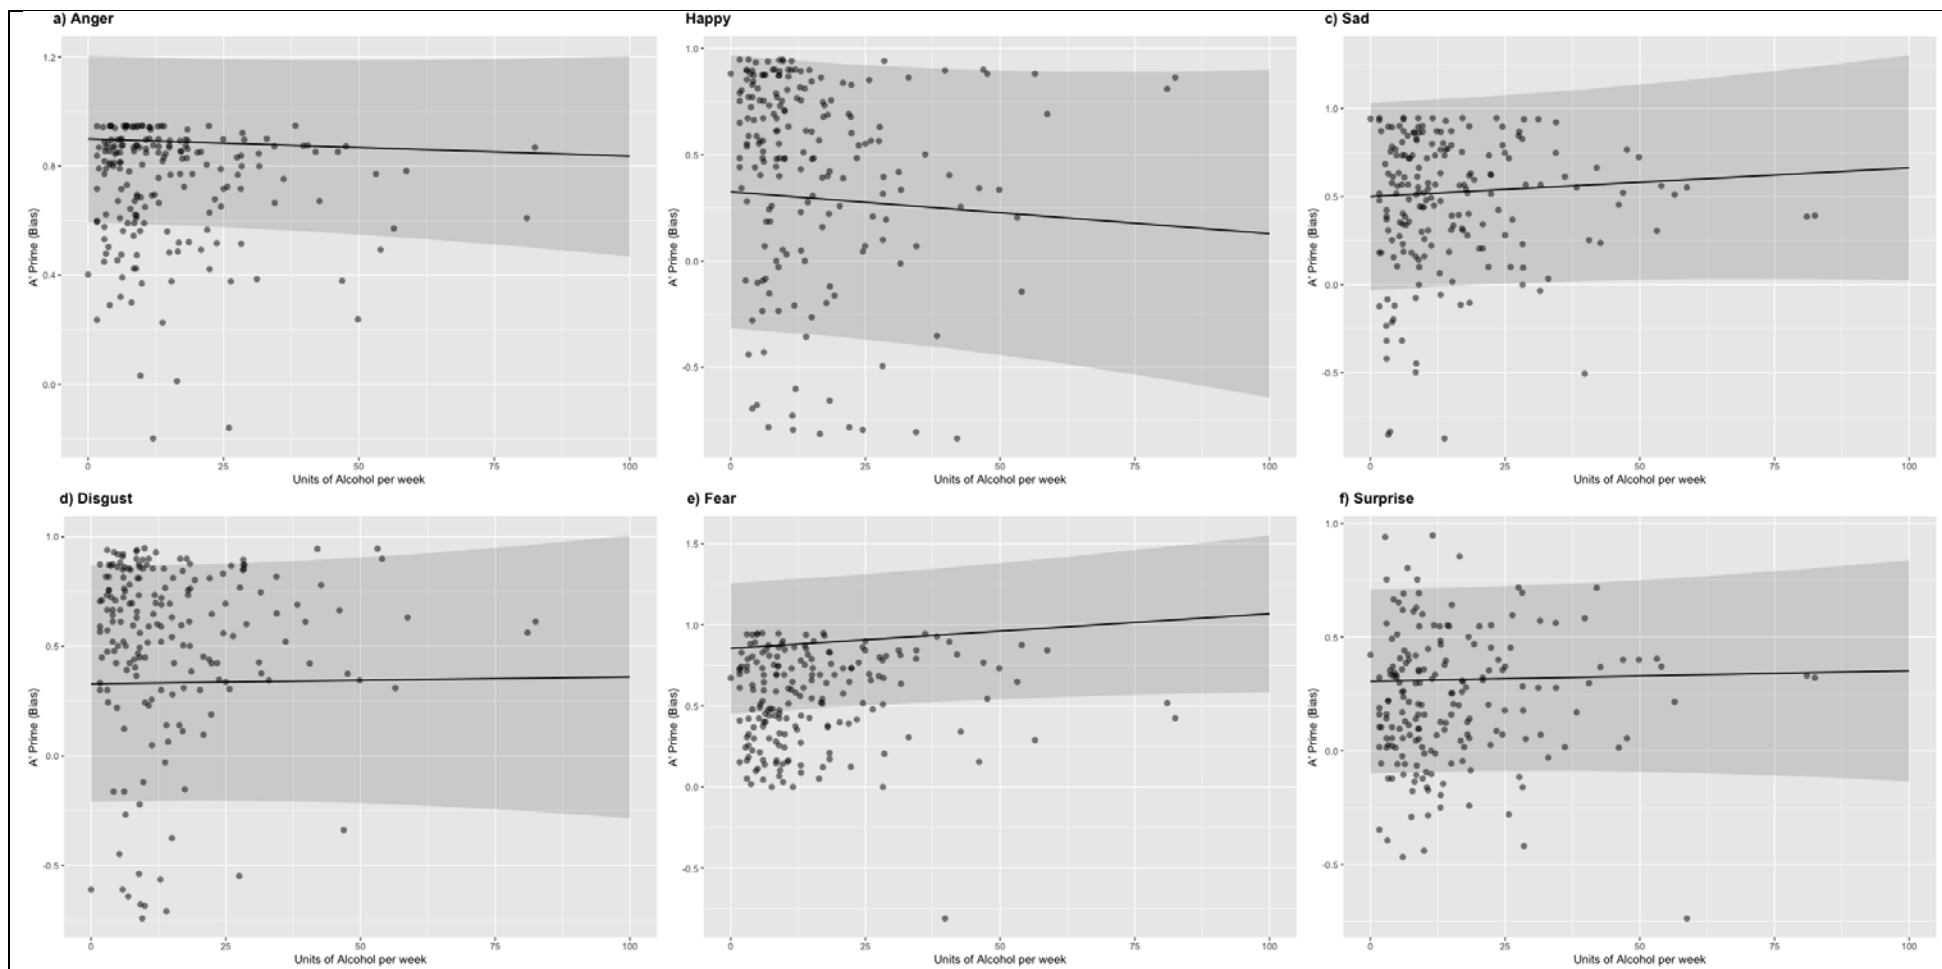 a) Anger
Happy
c) Sad
1.2
0.8
0.4
0.0
A' Prime (Bias)
0 25 50 75 100
Units of Alcohol per week
1.0
0.5
0.0
-0.5
A' Prime (Bias)
0 25 50 75 100
Units of Alcohol per week
1.0
0.5
0.0
-0.5
A' Prime (Bias)
0 25 50 75 100
Units of Alcohol per week
d) Disgust
e) Fear
f) Surprise
1.0
0.5
0.0
-0.5
A' Prime (Bias)
0 25 50 75 100
Units of Alcohol per week
1.5
1.0
0.5
0.0
-0.5
A' Prime (Bias)
0 25 50 75 100
Units of Alcohol per week
1.0
0.5
0.0
-0.5
A' Prime (Bias)
0 25 50 75 100
Units of Alcohol per week